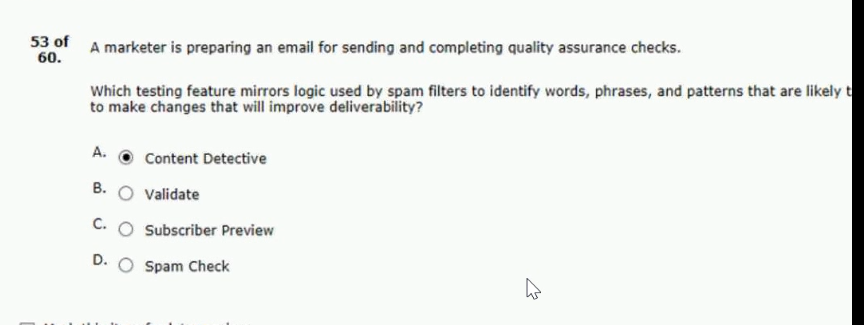 53 of
60.
A marketer is preparing an email for sending and completing quality assurance checks.
Which testing feature mirrors logic used by spam filters to identify words, phrases, and patterns that are likely t
to make changes that will improve deliverability?
A. Content Detective
B. Validate
C. Subscriber Preview
D. Spam Check